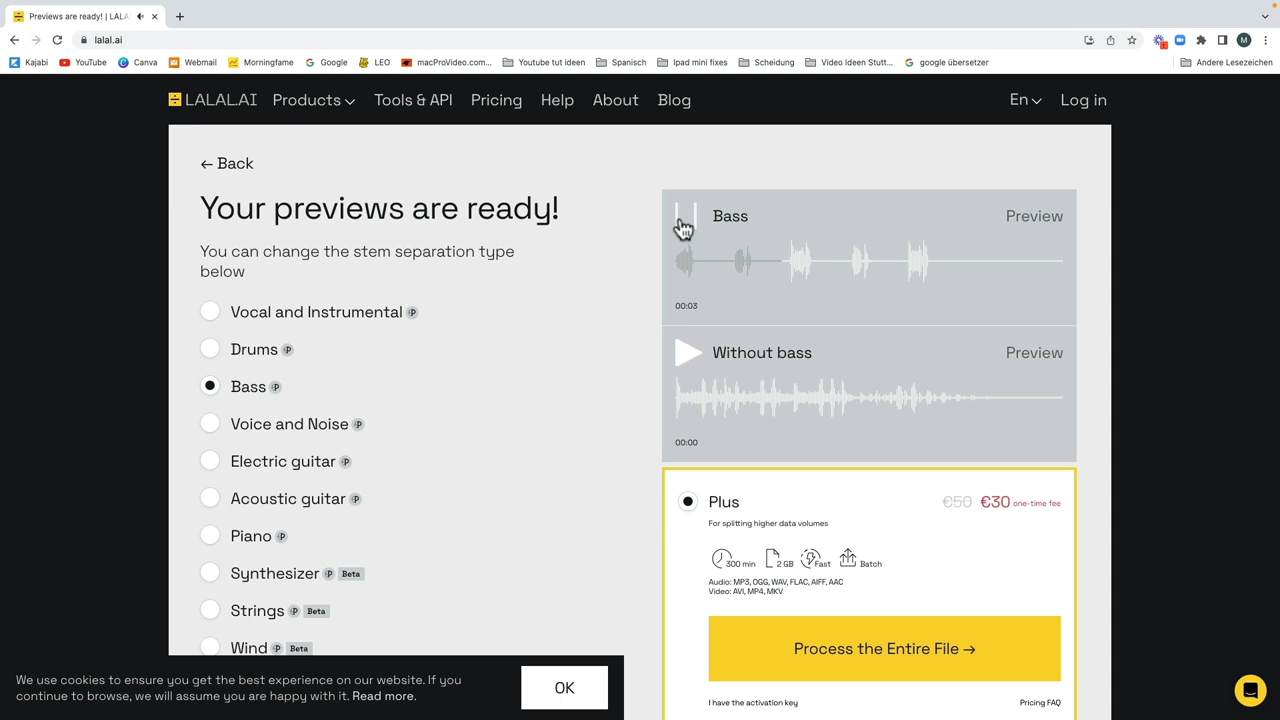 Previews are ready! | LALA
lalal.ai
M
Kajabi
YouTube
Canva
Webmail
Morningfame
Google
LEO
macProVideo.com...
Youtube tut ideen
Spanisch
Ipad mini fixes
Scheidung
Video Ideen Stutt...
google übersetzer
Andere Lesezeichen
LALAL.AI
Products
Tools & API
Pricing
Help
About
Blog
En
Log in
← Back
Your previews are ready!
You can change the stem separation type
below
Vocal and Instrumental P
Drums P
Bass P
Voice and Noise P
Electric guitar P
Acoustic guitar P
Piano P
Synthesizer P Beta
Strings P Beta
Wind P Beta
Bass
Preview
00:03
Without bass
Preview
00:00
Plus
€50 €30 one-time fee
For splitting higher data volumes
300 min
2 GB
Fast
Batch
Audio: MP3, OGG, WAV, FLAC, AIFF, AAC
Video: AVI, MP4, MKV
Process the Entire File →
I have the activation key
Pricing FAQ
We use cookies to ensure you get the best experience on our website. If you
continue to browse, we will assume you are happy with it. Read more.
OK